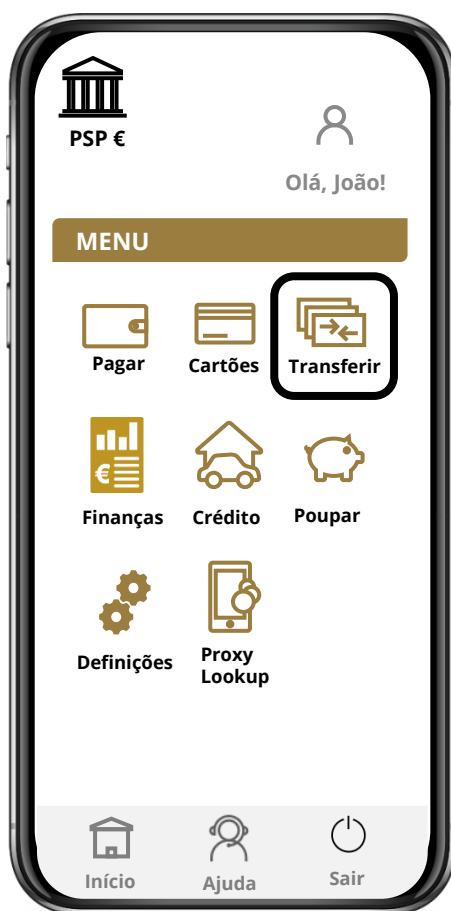 PSP €
Olá, João!
MENU
Pagar
Cartões
Transferir
Finanças
Crédito
Poupar
Definições
Proxy
Lookup
Início
Ajuda
Sair